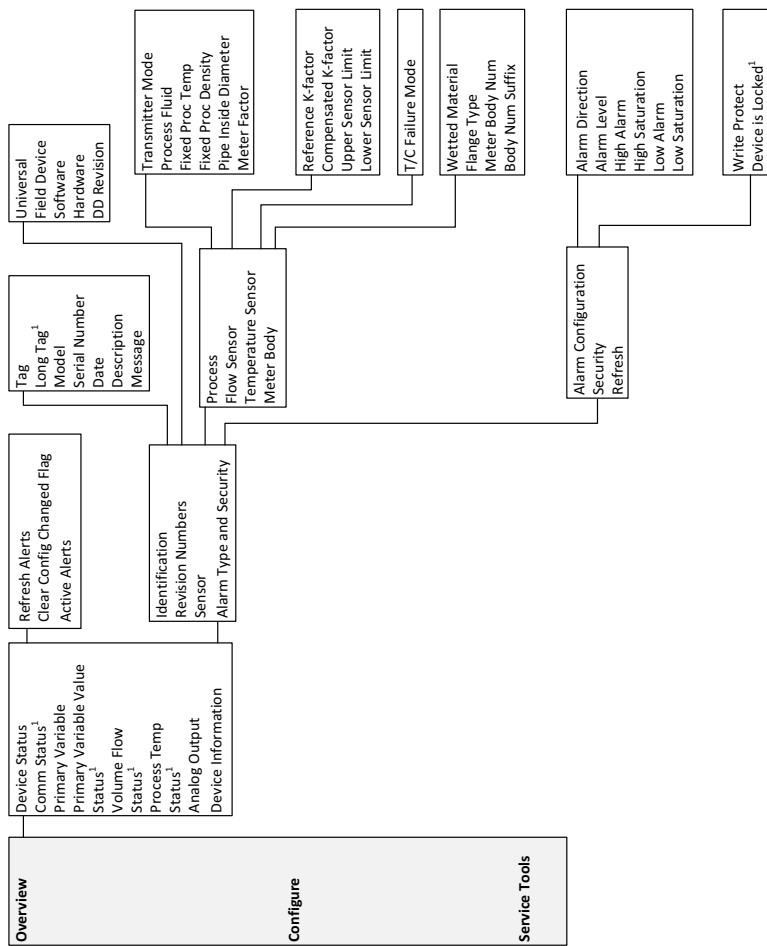 Overview
Configure
Service Tools
Device Status
Comm Status¹
Primary Variable
Primary Variable Value
Status¹
Volume Flow
Status¹
Process Temp
Status¹
Analog Output
Device Information
Refresh Alerts
Clear Config Changed Flag
Active Alerts
Identification
Revision Numbers
Sensor
Alarm Type and Security
Tag
Long Tag¹
Model
Serial Number
Date
Description
Message
Universal
Field Device
Software
Hardware
DD Revision
Process
Flow Sensor
Temperature Sensor
Meter Body
Transmitter Mode
Process Fluid
Fixed Proc Temp
Fixed Proc Density
Pipe Inside Diameter
Meter Factor
Reference K-factor
Compensated K-factor
Upper Sensor Limit
Lower Sensor Limit
T/C Failure Mode
Wetted Material
Flange Type
Meter Body Num
Body Num Suffix
Alarm Configuration
Security
Refresh
Alarm Direction
Alarm Level
High Alarm
High Saturation
Low Alarm
Low Saturation
Write Protect
Device is Locked¹